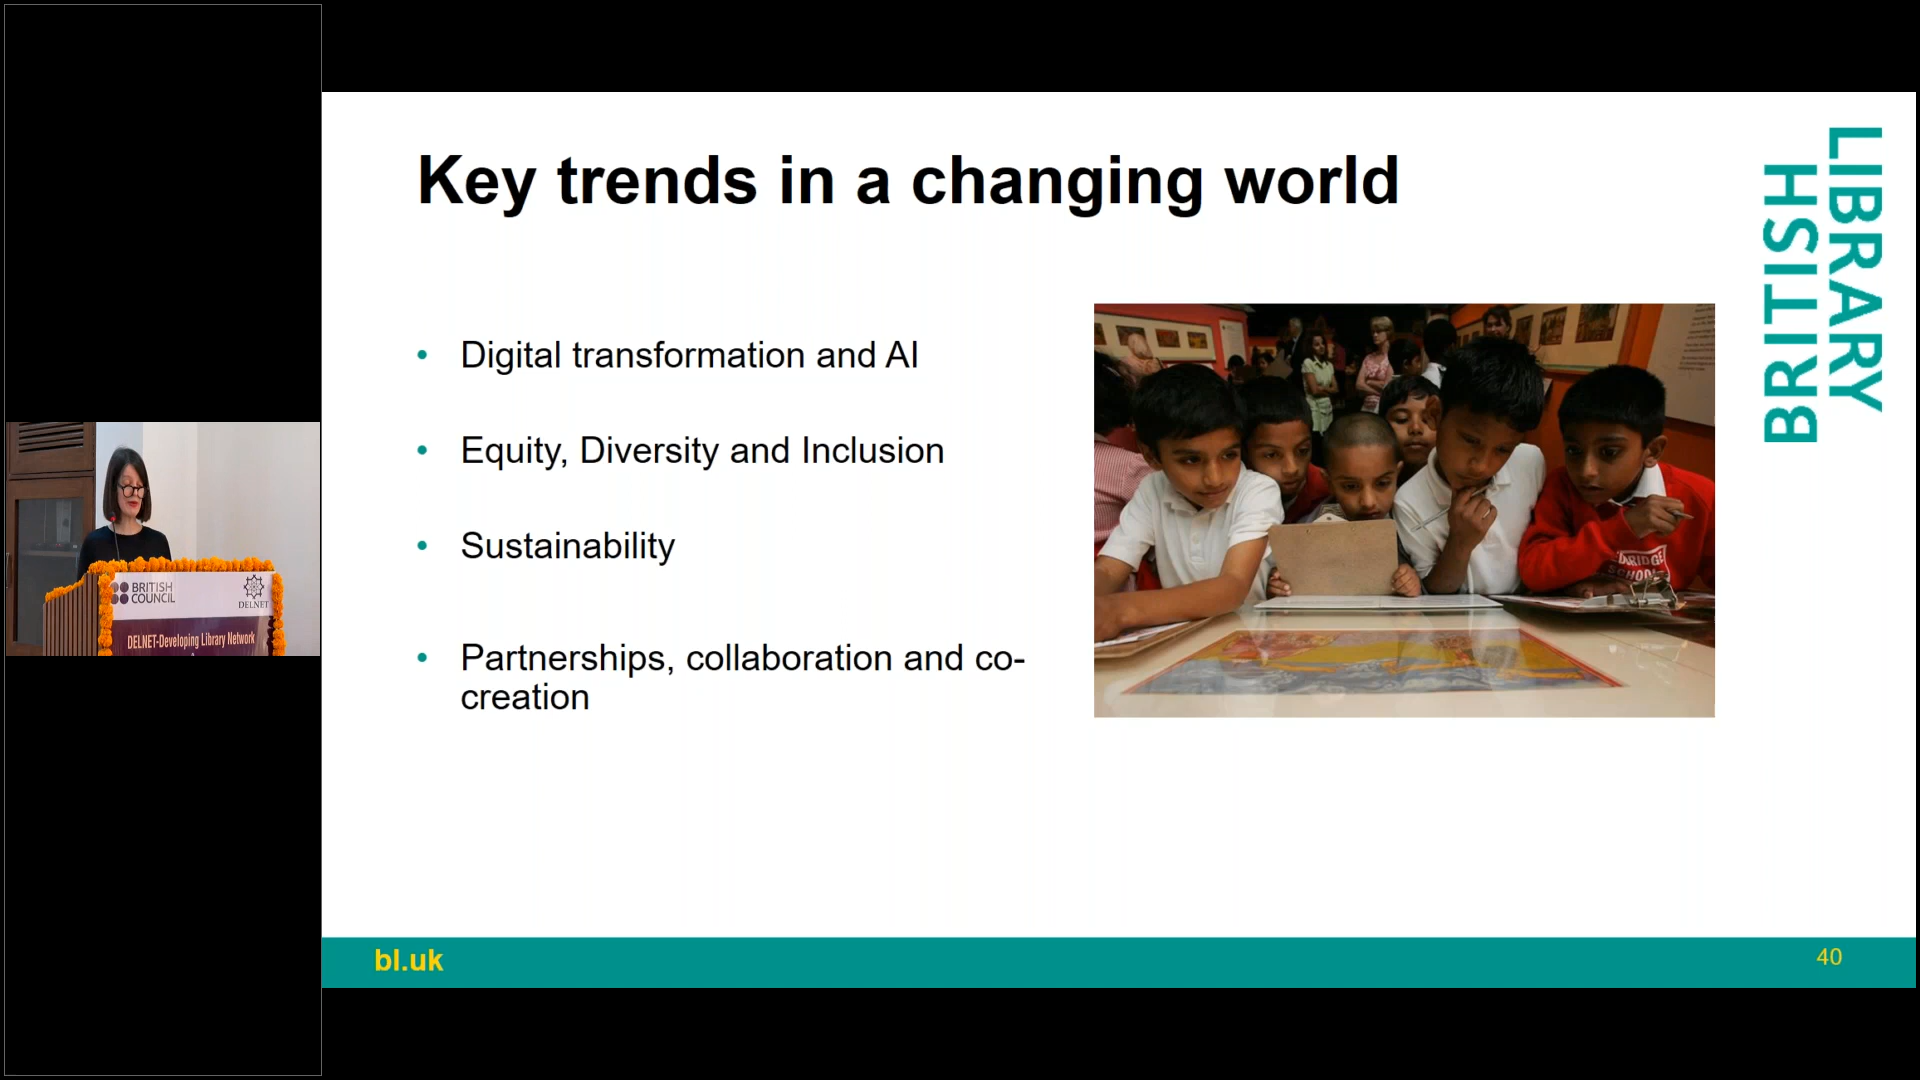 Key trends in a changing world
• Digital transformation and AI
• Equity, Diversity and Inclusion
• Sustainability
• Partnerships, collaboration and co-
creation
BRITISH
LIBRARY
BRITISH
COUNCIL
DELNET
DELNET-Developing Library Network
SCHOOL
bl.uk
40